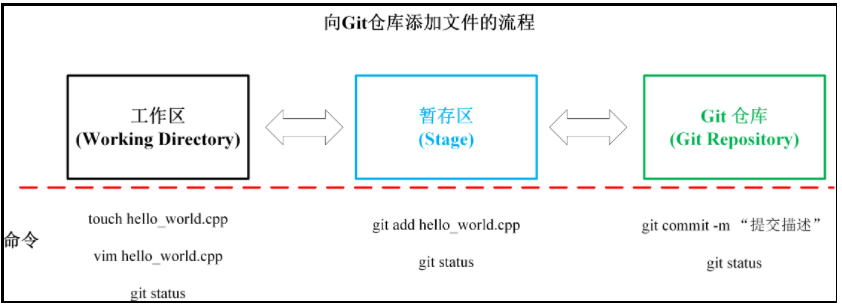 向Git仓库添加文件的流程
工作区
(Working Directory)
暂存区
(Stage)
Git 仓库
(Git Repository)
命令
touch hello_world.cpp
vim hello_world.cpp
git status
git add hello_world.cpp
git status
git commit -m “提交描述”
git status